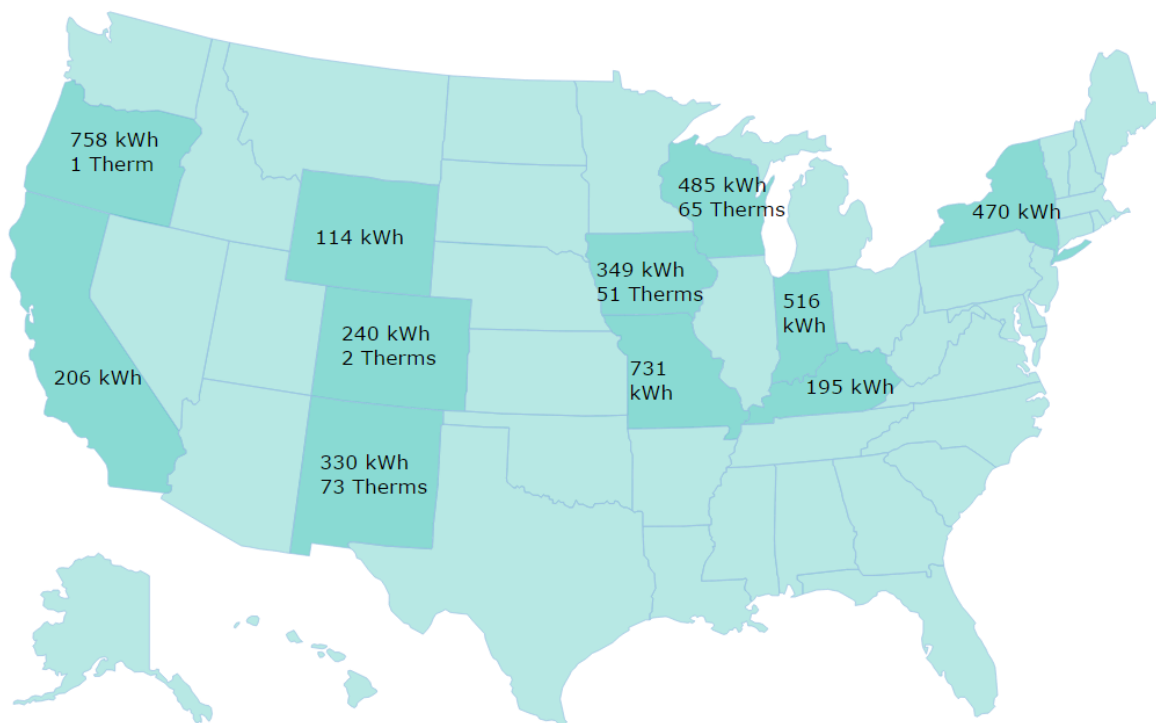 758 kWh
1 Therm
114 kWh
485 kWh
65 Therms
470 kWh
349 kWh
51 Therms
516
kWh
240 kWh
2 Therms
206 kWh
731
kWh
195 kWh
330 kWh
73 Therms